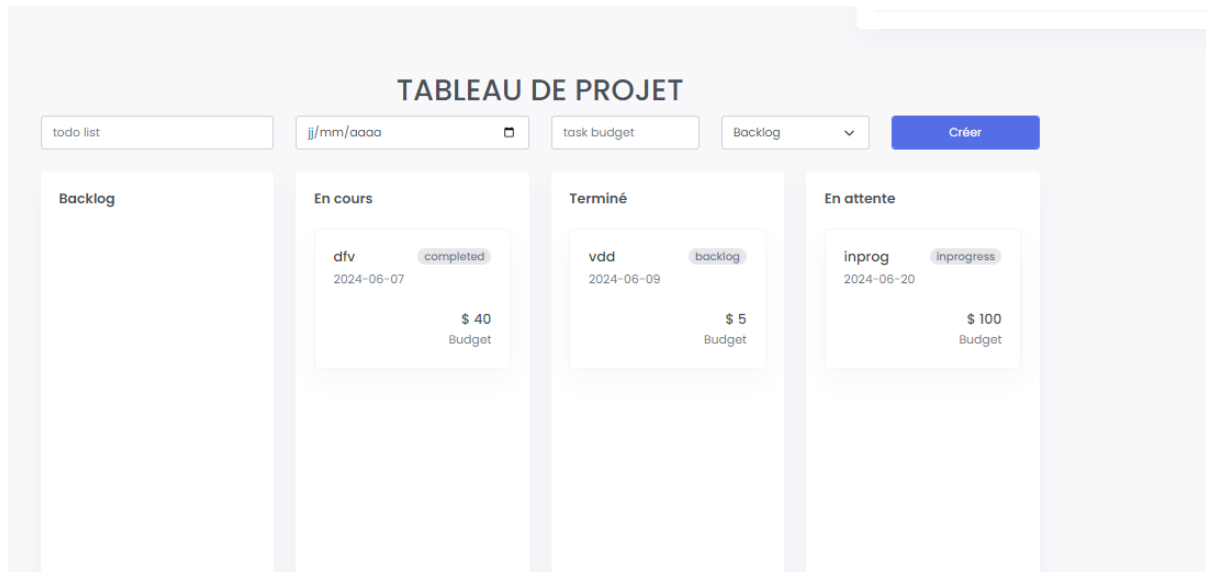 TABLEAU DE PROJET
todo list
jj/mm/aaaa
task budget
Backlog
Créer
Backlog
En cours
dfv completed
2024-06-07
$ 40
Budget
Terminé
vdd backlog
2024-06-09
$ 5
Budget
En attente
inprog inprogress
2024-06-20
$ 100
Budget